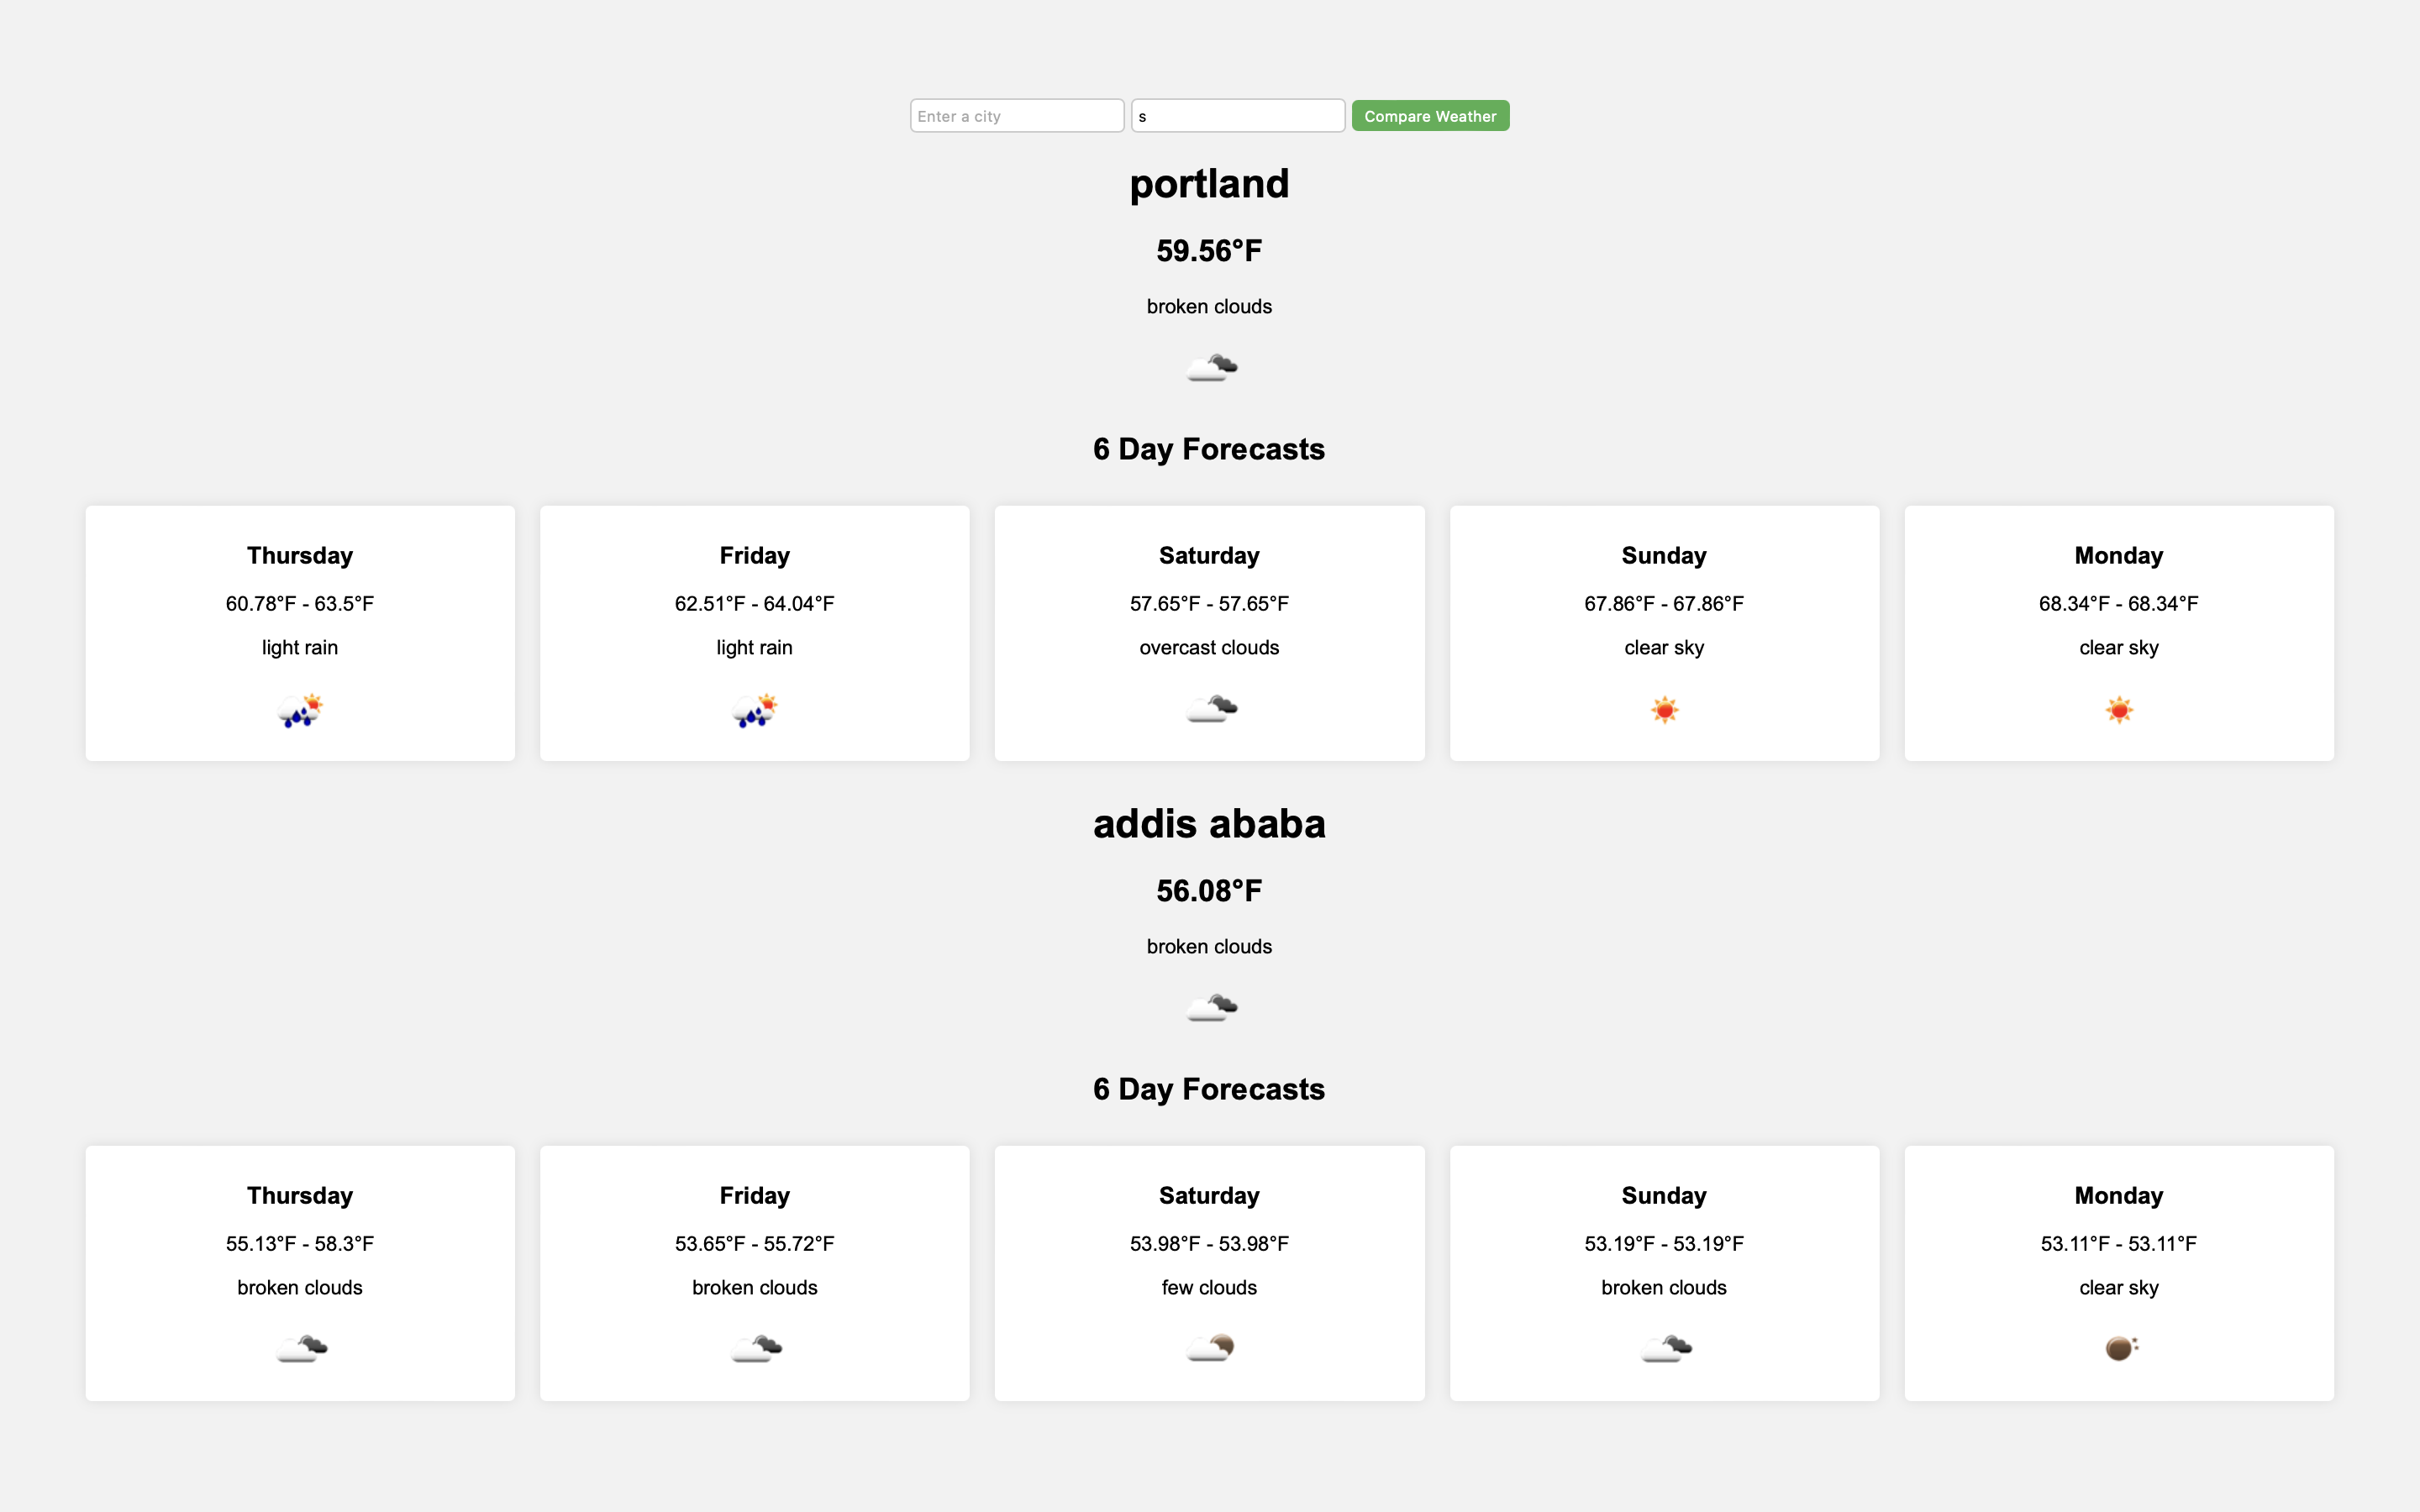 Enter a city s Compare Weather
portland
59.56°F
broken clouds
6 Day Forecasts
Thursday
60.78°F - 63.5°F
light rain
Friday
62.51°F - 64.04°F
light rain
Saturday
57.65°F - 57.65°F
overcast clouds
Sunday
67.86°F - 67.86°F
clear sky
Monday
68.34°F - 68.34°F
clear sky
addis ababa
56.08°F
broken clouds
6 Day Forecasts
Thursday
55.13°F - 58.3°F
broken clouds
Friday
53.65°F - 55.72°F
broken clouds
Saturday
53.98°F - 53.98°F
few clouds
Sunday
53.19°F - 53.19°F
broken clouds
Monday
53.11°F - 53.11°F
clear sky